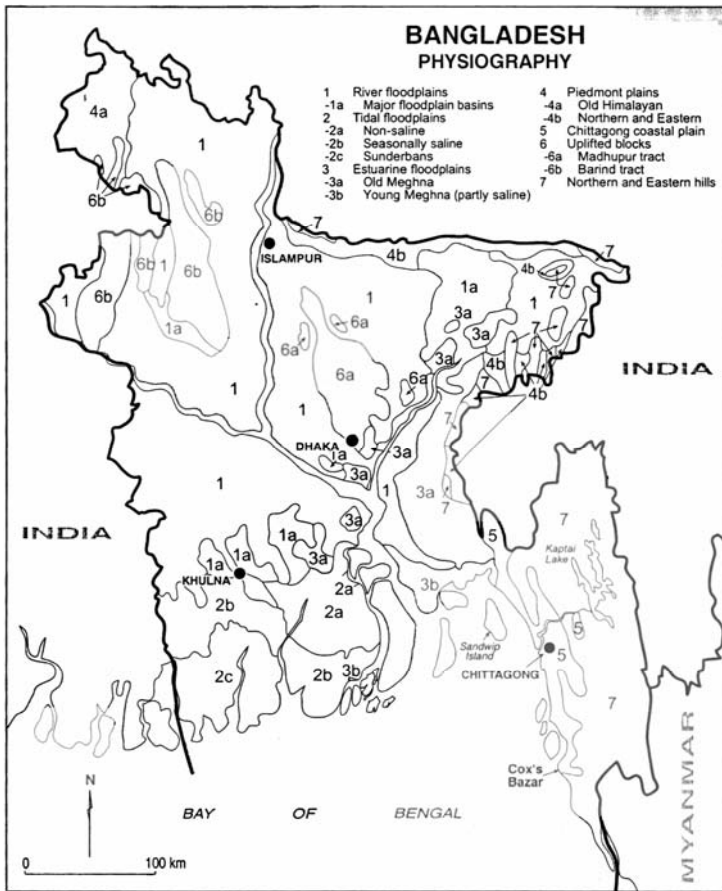 BANGLADESH
PHYSIOGRAPHY
1 River floodplains
-1a Major floodplain basins
2 Tidal floodplains
-2a Non-saline
-2b Seasonally saline
-2c Sunderbans
3 Estuarine floodplains
-3a Old Meghna
-3b Young Meghna (partly saline)
4 Piedmont plains
-4a Old Himalayan
-4b Northern and Eastern
5 Chittagong coastal plain
6 Uplifted blocks
-6a Madhupur tract
-6b Barind tract
7 Northern and Eastern hills
4a
1
6b
6b
7
ISLAMPUR
4b
7
4b
6b
1
6b
1a
1
7
1
6b
1
3a
6a
3a
7
1a
6a
3a
4b
6a
6a
7
INDIA
4b
1
1
7
DHAKA
1a
3a
3a
1
1
3a
7
7
INDIA
3a
5
1a
Kaptai
Lake
1a
1a
3a
KHULNA
2a
3b
2b
2a
5
Sandwip
Island
5
CHITTAGONG
2c
2b
3b
7
Cox's
Bazar
N
BAY OF BENGAL
MYANMAR
0 100 km